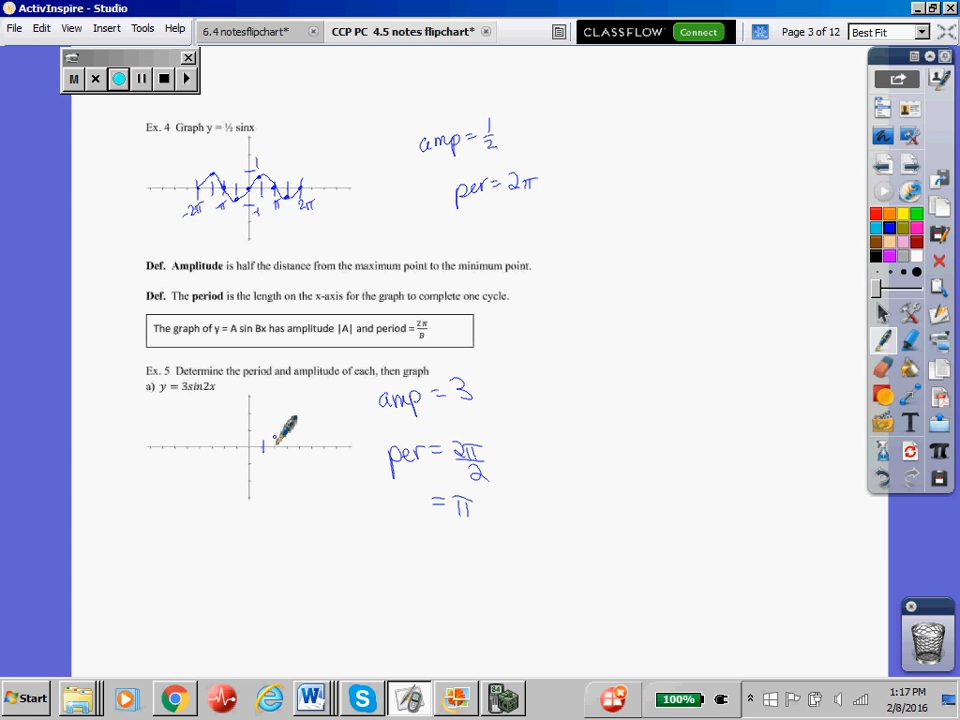 ActivInspire - Studio
File Edit View Insert Tools Help
6.4 notesflipchart*
CCP PC 4.5 notes flipchart*
CLASSFLOW Connect
Page 3 of 12
Best Fit
M
Ex. 4 Graph y = ½ sinx
amp = 1/2
per = 2π
1
-2π -π -1 π 2π
Def. Amplitude is half the distance from the maximum point to the minimum point.
Def. The period is the length on the x-axis for the graph to complete one cycle.
The graph of y = A sin Bx has amplitude |A| and period = 2π/B
Ex. 5 Determine the period and amplitude of each, then graph
a) y = 3sin2x
amp = 3
per = 2π/2
= π
Start
100%
1:17 PM
2/8/2016